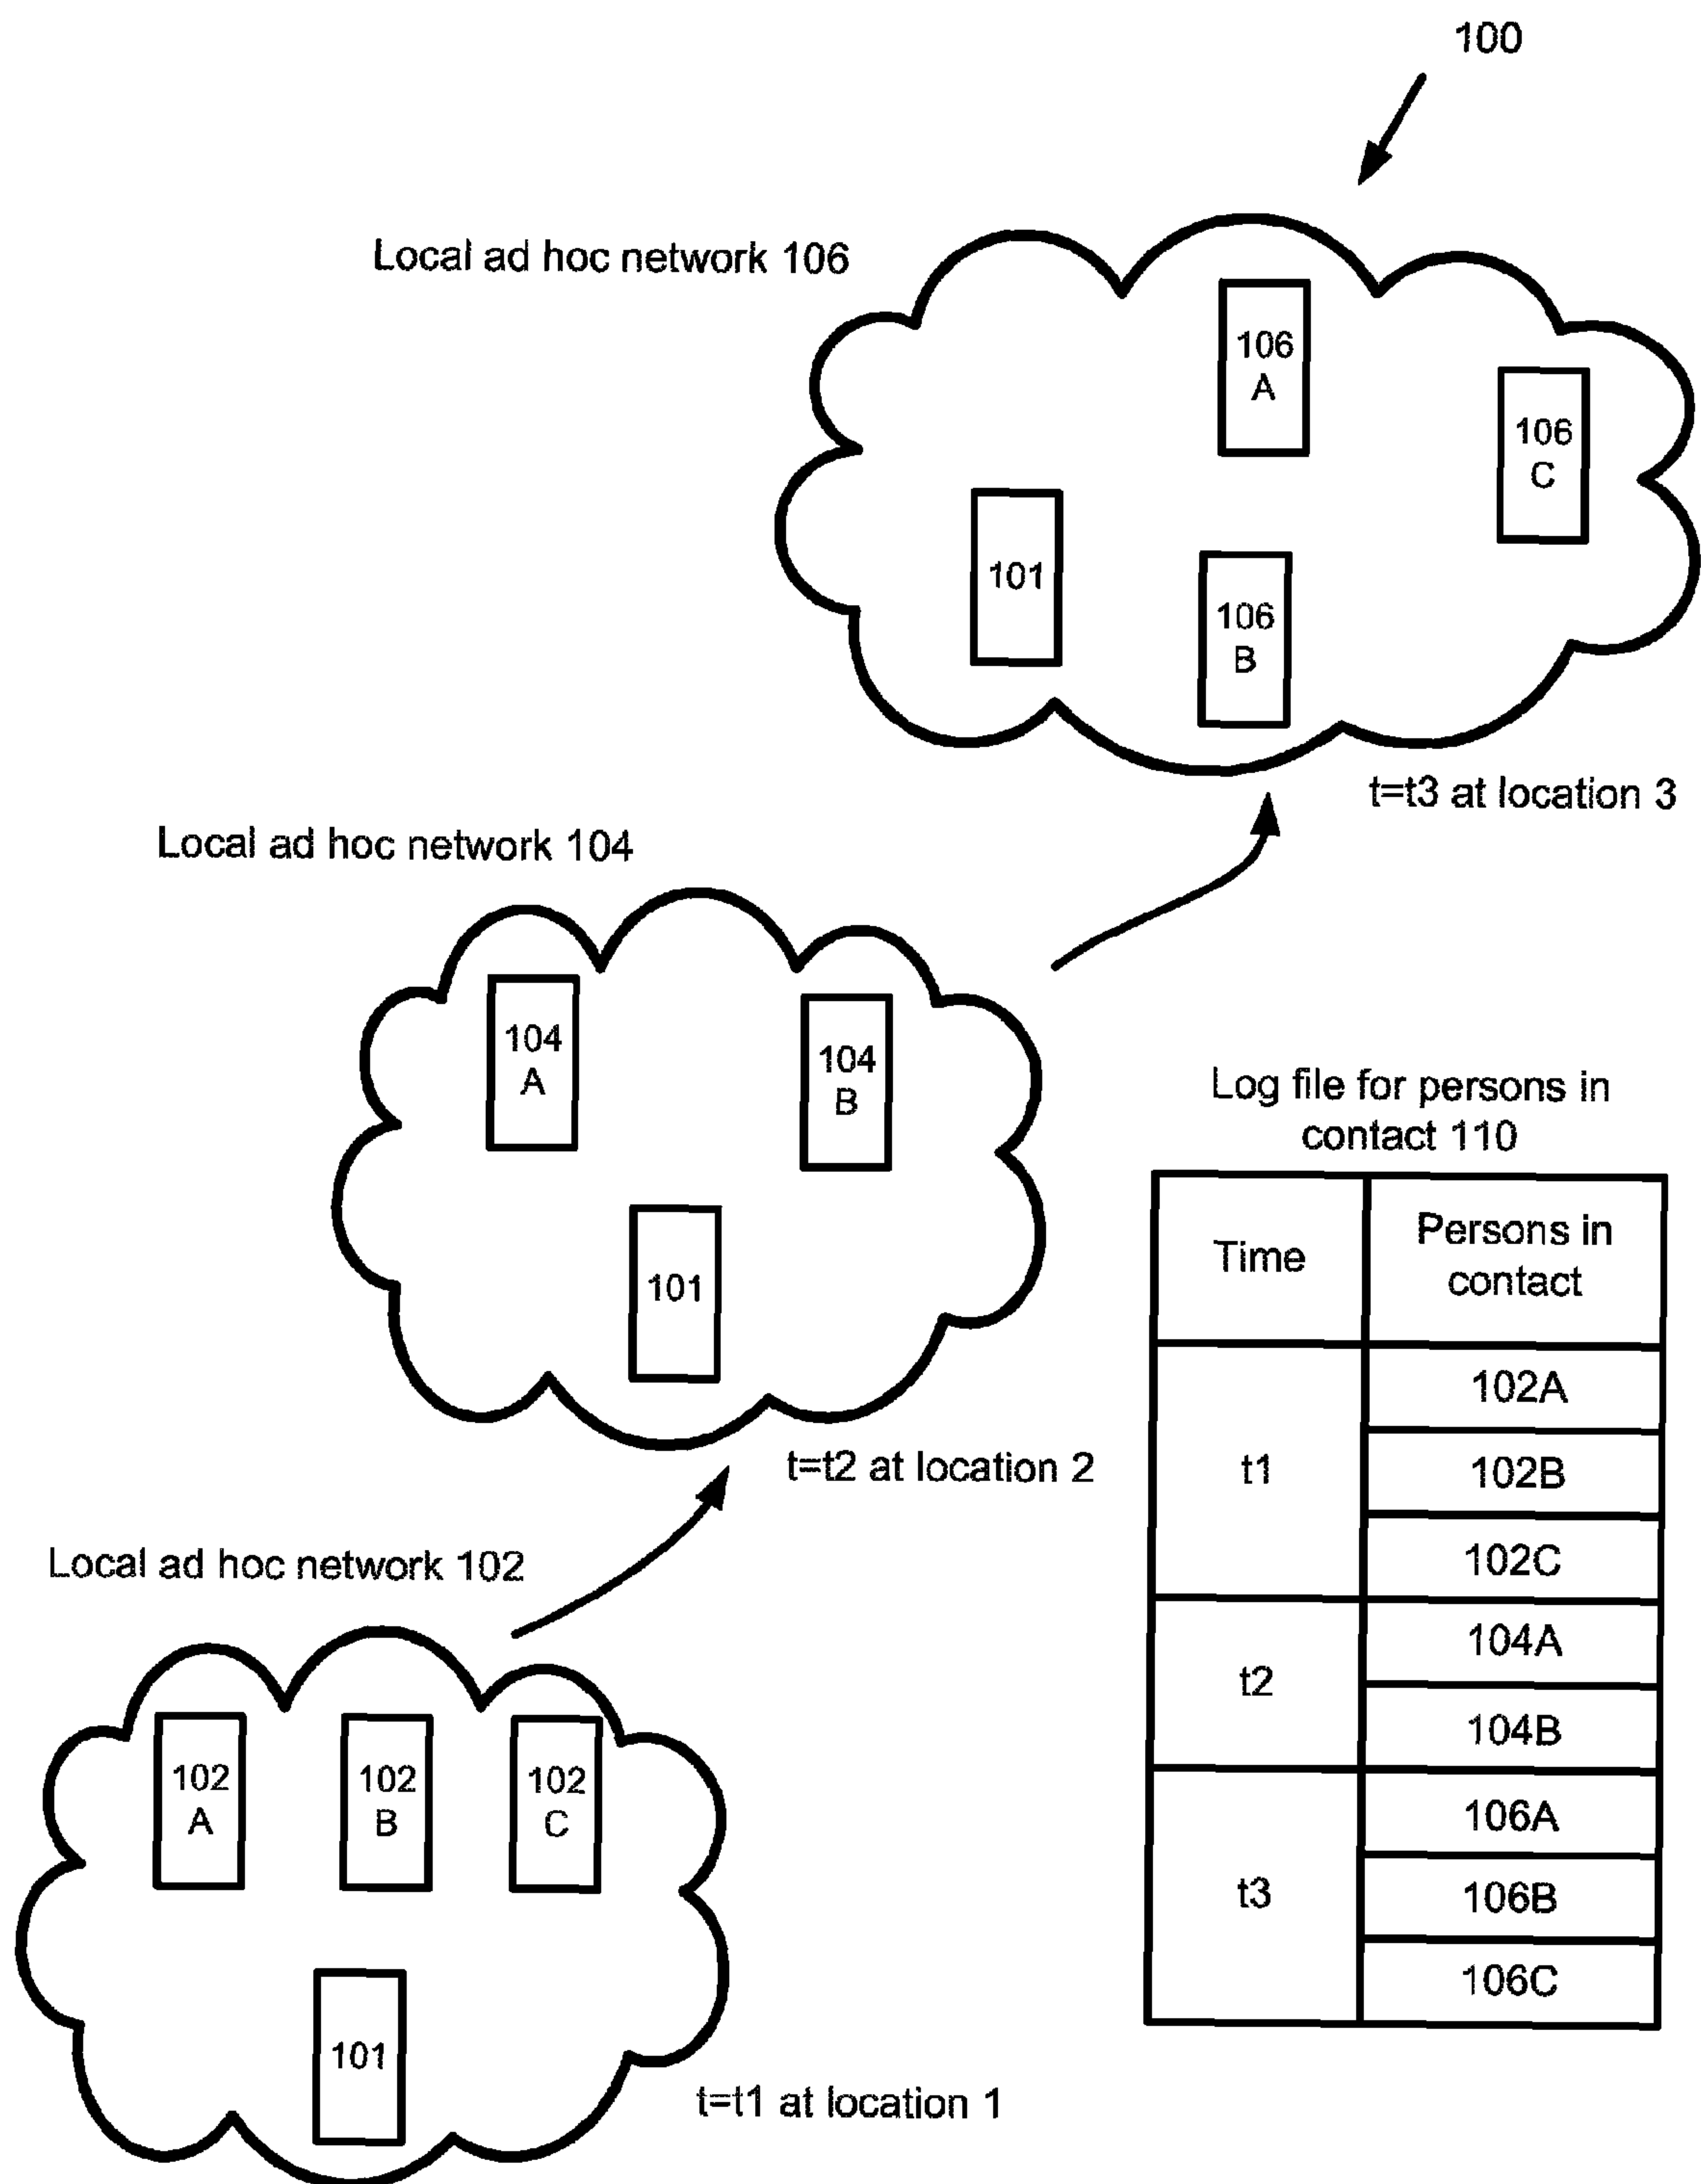 100
Local ad hoc network 106
106
A
106
C
101
106
B
t=t3 at location 3
Local ad hoc network 104
104
A
104
B
101
t=t2 at location 2
Log file for persons in
contact 110
Time
Persons in
contact
t1
102A
102B
102C
t2
104A
104B
t3
106A
106B
106C
Local ad hoc network 102
102
A
102
B
102
C
101
t=t1 at location 1